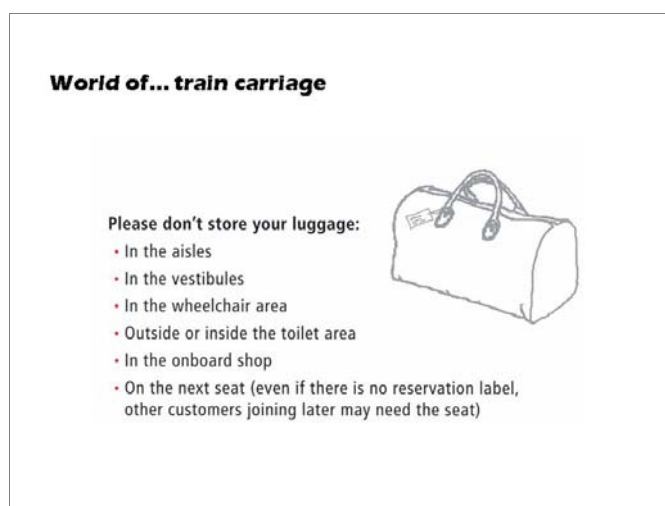 World of... train carriage
Please don't store your luggage:
• In the aisles
• In the vestibules
• In the wheelchair area
• Outside or inside the toilet area
• In the onboard shop
• On the next seat (even if there is no reservation label,
other customers joining later may need the seat)